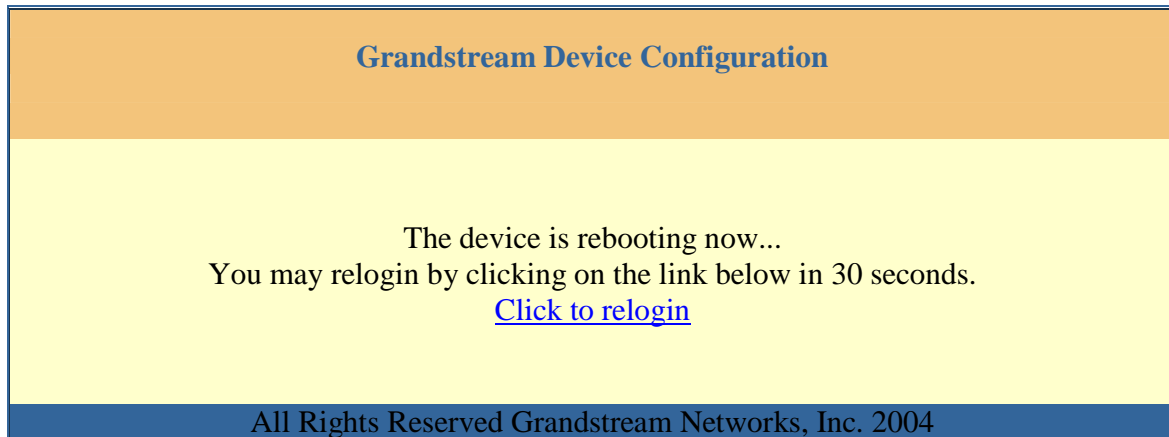 Grandstream Device Configuration
The device is rebooting now...
You may relogin by clicking on the link below in 30 seconds.
Click to relogin
All Rights Reserved Grandstream Networks, Inc. 2004